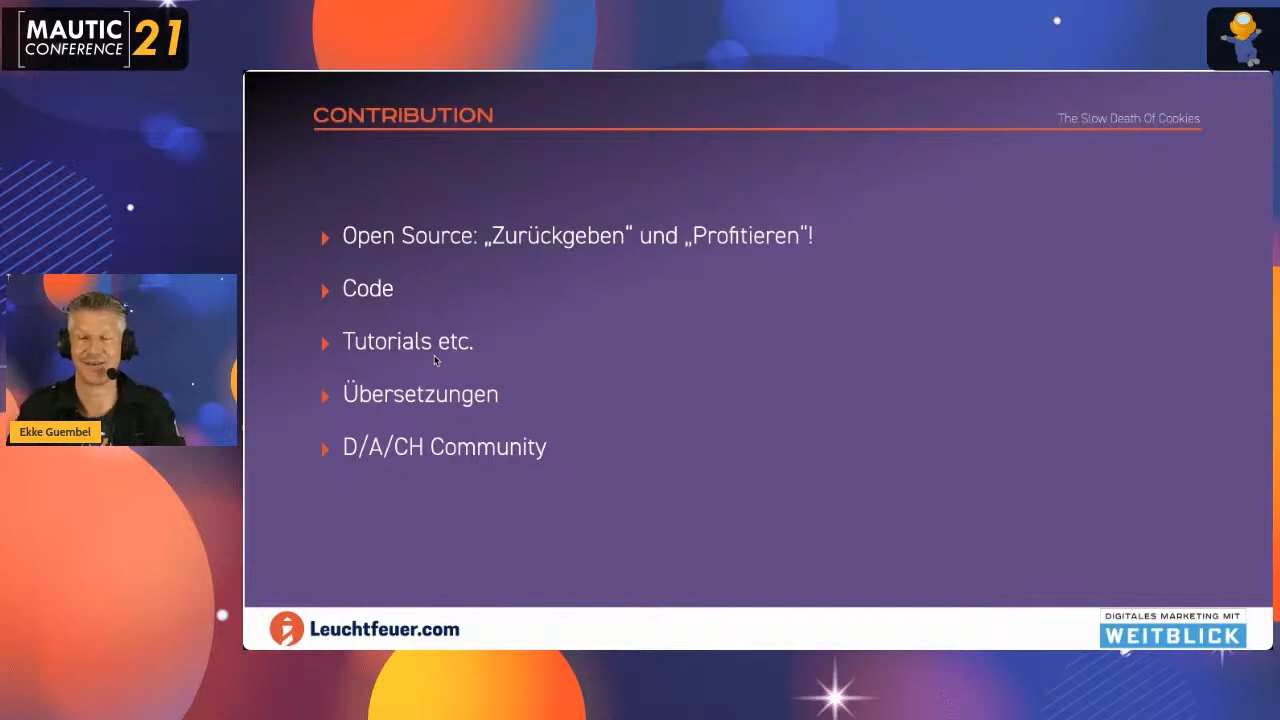 MAUTIC
CONFERENCE
21
CONTRIBUTION
The Slow Death Of Cookies
Open Source: „Zurückgeben“ und „Profitieren“!
Code
Tutorials etc.
Übersetzungen
D/A/CH Community
Ekke Guembel
Leuchtfeuer.com
DIGITALES MARKETING MIT
WEITBLICK